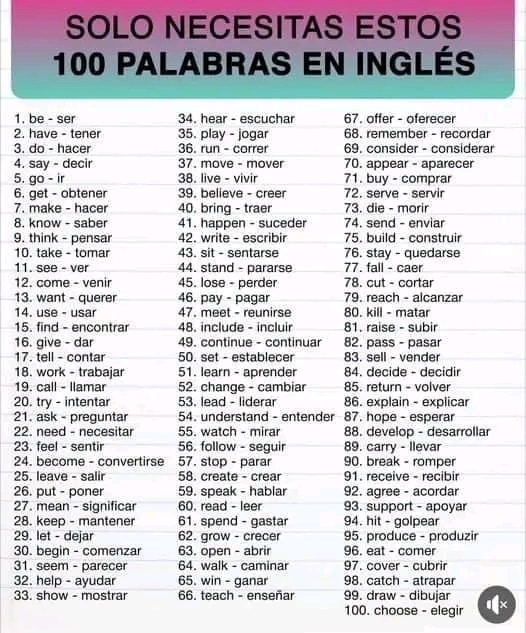 SOLO NECESITAS ESTOS
100 PALABRAS EN INGLÉS
1. be - ser
2. have - tener
3. do - hacer
4. say - decir
5. go - ir
6. get - obtener
7. make - hacer
8. know - saber
9. think - pensar
10. take - tomar
11. see - ver
12. come - venir
13. want - querer
14. use - usar
15. find - encontrar
16. give - dar
17. tell - contar
18. work - trabajar
19. call - llamar
20. try - intentar
21. ask - preguntar
22. need - necesitar
23. feel - sentir
24. become - convertirse
25. leave - salir
26. put - poner
27. mean - significar
28. keep - mantener
29. let - dejar
30. begin - comenzar
31. seem - parecer
32. help - ayudar
33. show - mostrar
34. hear - escuchar
35. play - jogar
36. run - correr
37. move - mover
38. live - vivir
39. believe - creer
40. bring - traer
41. happen - suceder
42. write - escribir
43. sit - sentarse
44. stand - pararse
45. lose - perder
46. pay - pagar
47. meet - reunirse
48. include - incluir
49. continue - continuar
50. set - establecer
51. learn - aprender
52. change - cambiar
53. lead - liderar
54. understand - entender
55. watch - mirar
56. follow - seguir
57. stop - parar
58. create - crear
59. speak - hablar
60. read - leer
61. spend - gastar
62. grow - crecer
63. open - abrir
64. walk - caminar
65. win - ganar
66. teach - enseñar
67. offer - oferecer
68. remember - recordar
69. consider - considerar
70. appear - aparecer
71. buy - comprar
72. serve - servir
73. die - morir
74. send - enviar
75. build - construir
76. stay - quedarse
77. fall - caer
78. cut - cortar
79. reach - alcanzar
80. kill - matar
81. raise - subir
82. pass - pasar
83. sell - vender
84. decide - decidir
85. return - volver
86. explain - explicar
87. hope - esperar
88. develop - desarrollar
89. carry - llevar
90. break - romper
91. receive - recibir
92. agree - acordar
93. support - apoyar
94. hit - golpear
95. produce - produzir
96. eat - comer
97. cover - cubrir
98. catch - atrapar
99. draw - dibujar
100. choose - elegir